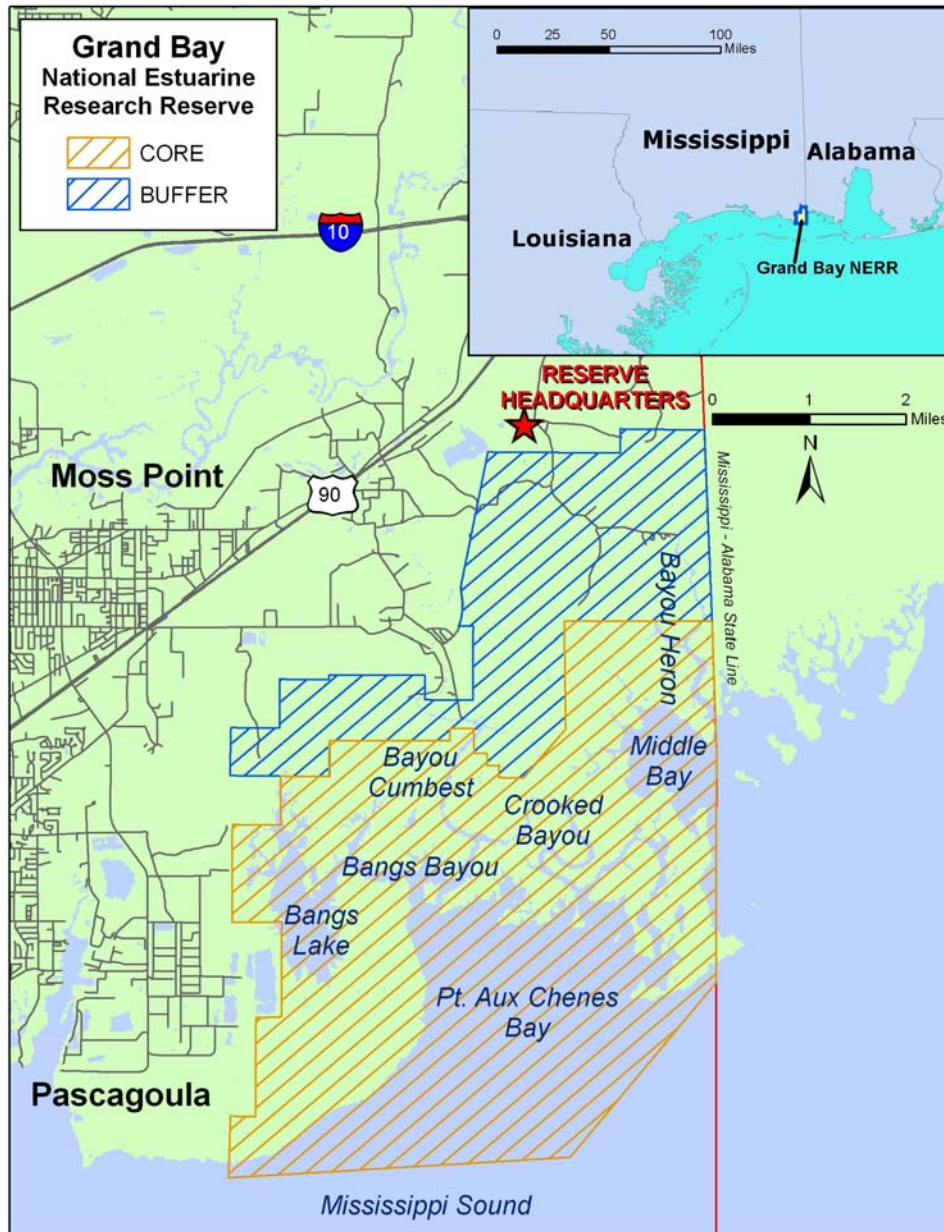 Grand Bay
National Estuarine
Research Reserve
CORE
BUFFER
0 25 50 100
Miles
Mississippi
Alabama
Louisiana
Grand Bay NERR
10
RESERVE
HEADQUARTERS
0 1 2
Miles
N
Moss Point
90
Mississippi - Alabama State Line
Bayou Heron
Middle
Bay
Bayou
Cumbest
Crooked
Bayou
Bangs Bayou
Bangs
Lake
Pt. Aux Chenes
Bay
Pascagoula
Mississippi Sound